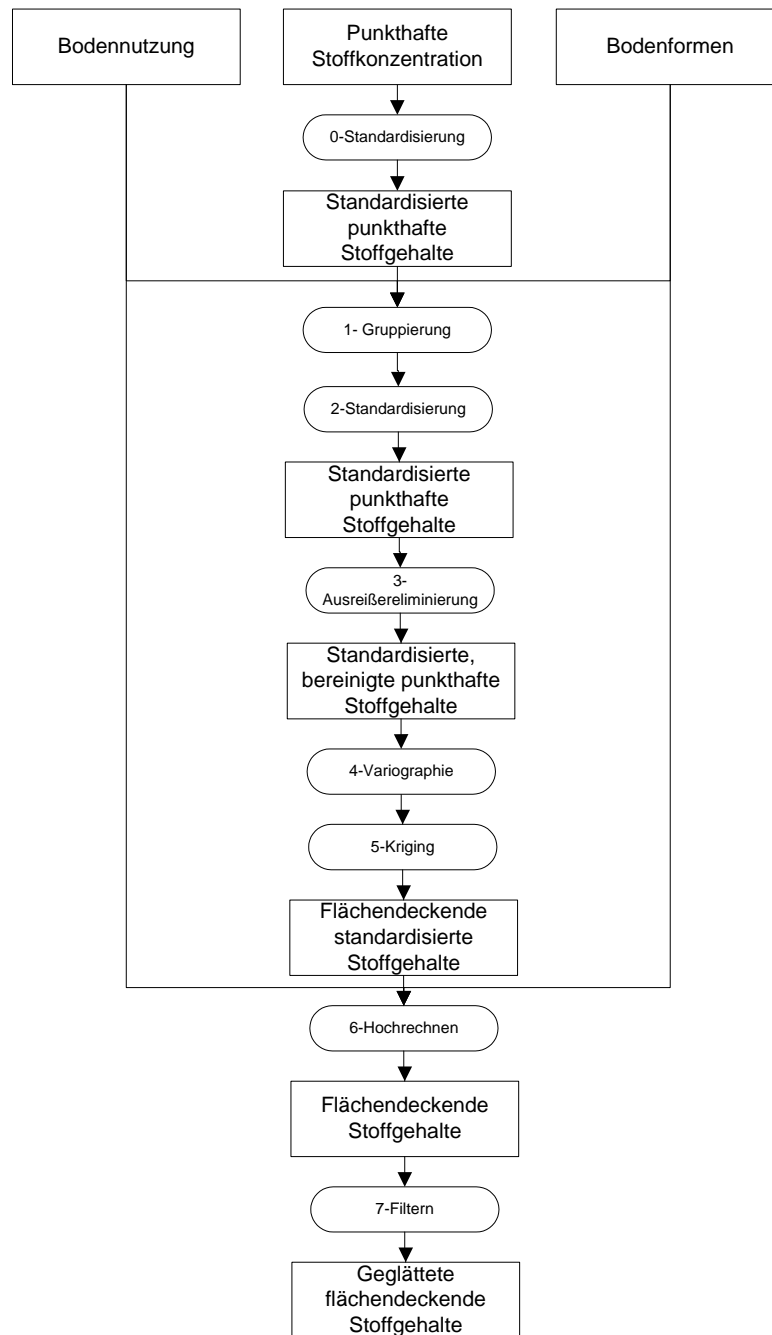 Bodennutzung
Punkthafte
Stoffkonzentration
Bodenformen
0-Standardisierung
Standardisierte
punkthafte
Stoffgehalte
1- Gruppierung
2-Standardisierung
Standardisierte
punkthafte
Stoffgehalte
3-
Ausreißereliminierung
Standardisierte,
bereinigte punkthafte
Stoffgehalte
4-Variographie
5-Kriging
Flächendeckende
standardisierte
Stoffgehalte
6-Hochrechnen
Flächendeckende
Stoffgehalte
7-Filtern
Geglättete
flächendeckende
Stoffgehalte